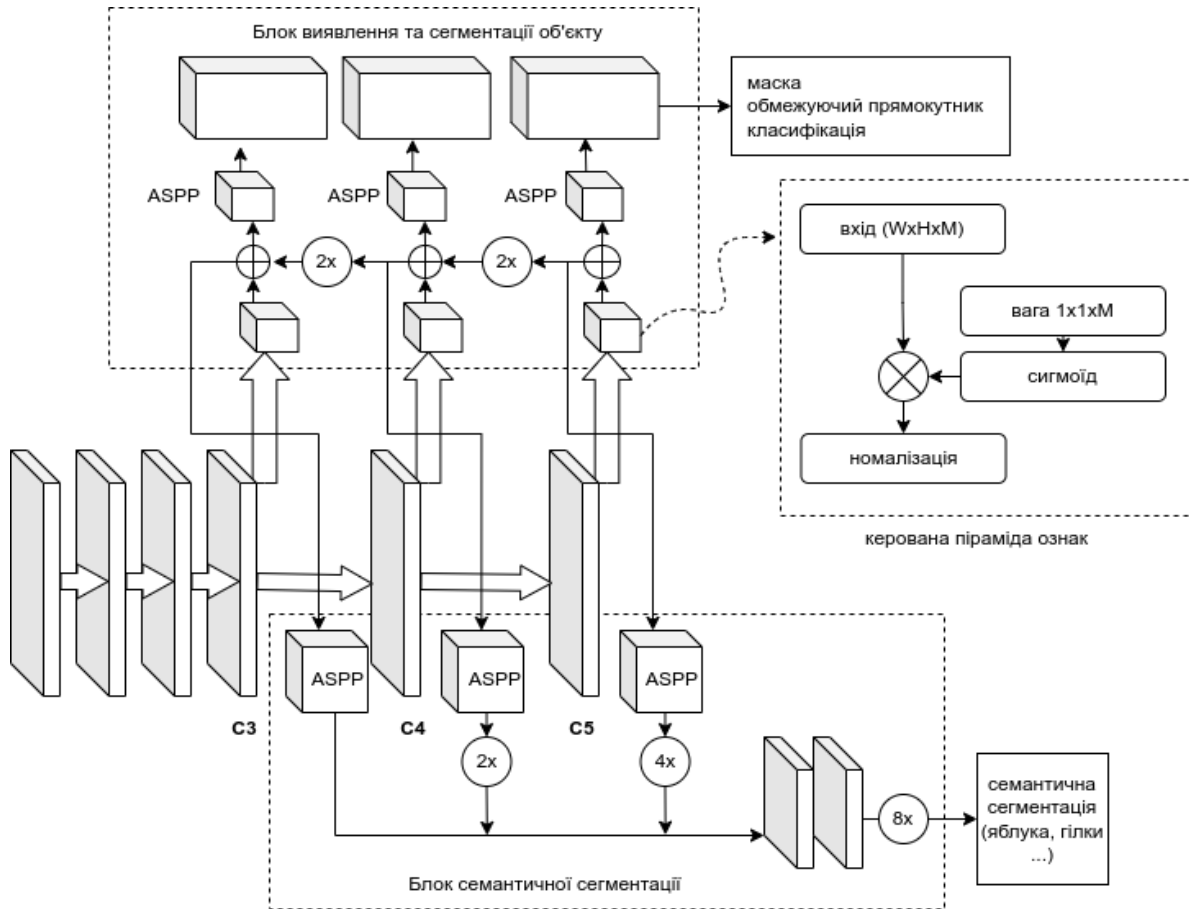 Блок виявлення та сегментації об'єкту
маска
обмежуючий прямокутник
класифікація
ASPP
ASPP
ASPP
вхід (WxHxM)
2x
2x
вага 1x1xM
сигмоїд
номалізація
керована піраміда ознак
ASPP
ASPP
ASPP
C3
C4
C5
2x
4x
8x
семантична
сегментація
(яблука, гілки
...)
Блок семантичної сегментації